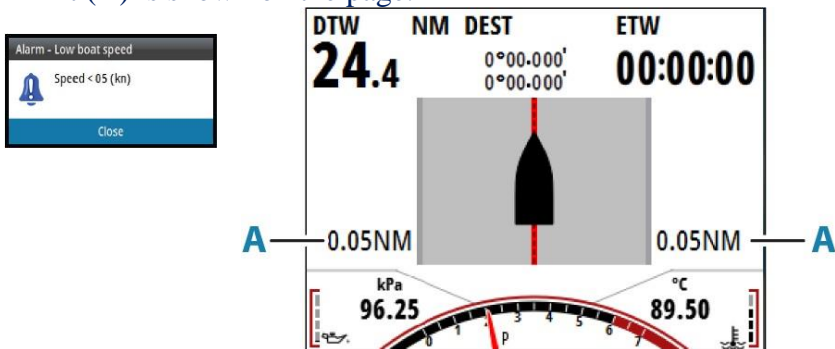 Alarm - Low boat speed
Speed < 05 (kn)
Close
DTW NM DEST ETW
24.4 0°00.000' 00:00:00
0°00.000'
A 0.05NM 0.05NM A
kPa °C
96.25 89.50
0 1 2 3 4 5 6 7
P